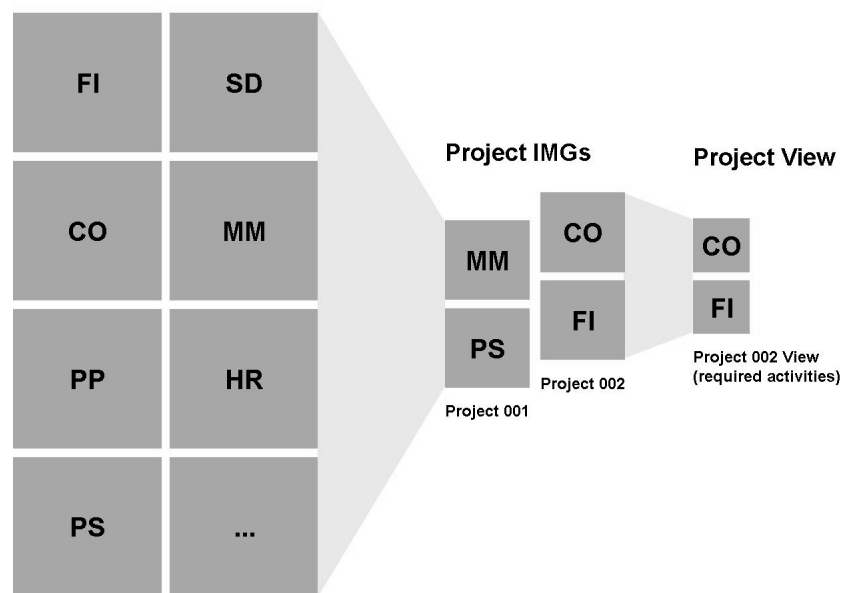 FI
SD
CO
MM
PP
HR
PS
...
Project IMGs
MM
PS
Project 001
CO
FI
Project 002
Project View
CO
FI
Project 002 View
(required activities)